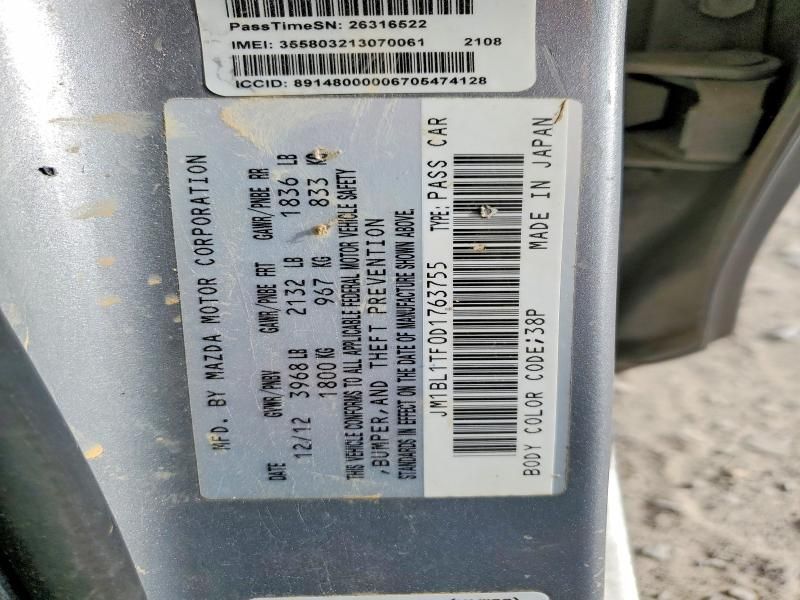 PassTimeSN: 26316522
IMEI: 355803213070061 2108
ICCID: 89148000006705474128
MFD. BY MAZDA MOTOR CORPORATION
DATE GVWR/PNBV GAWR/PNBE FRT GAWR/PNBE RR
12/12 3968 LB 2132 LB 1836 LB
1800 KG 967 KG 833 KG
THIS VEHICLE CONFORMS TO ALL APPLICABLE FEDERAL MOTOR VEHICLE SAFETY
,BUMPER,AND THEFT PREVENTION
STANDARDS IN EFFECT ON THE DATE OF MANUFACTURE SHOWN ABOVE.
JM1BL1TF0D1763755 TYPE: PASS CAR
BODY COLOR CODE;38P MADE IN JAPAN